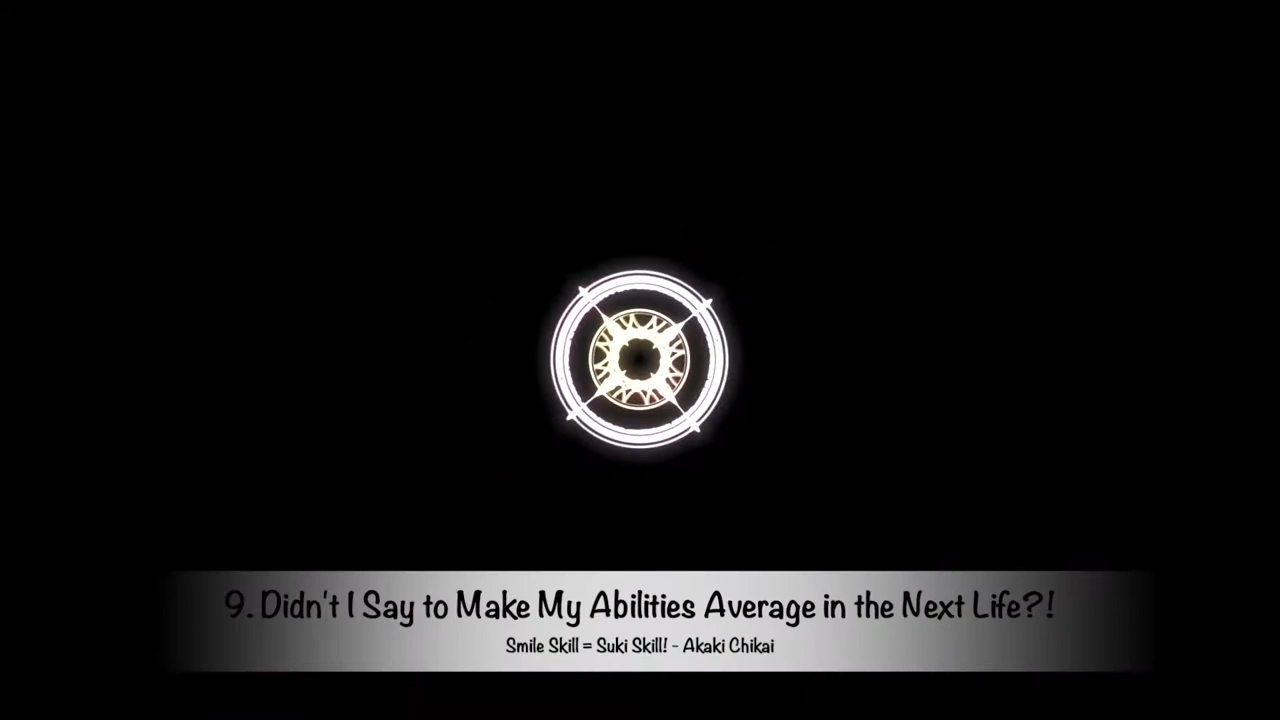 9. Didn't I Say to Make My Abilities Average in the Next Life?!
Smile Skill = Suki Skill! - Akaki Chikai